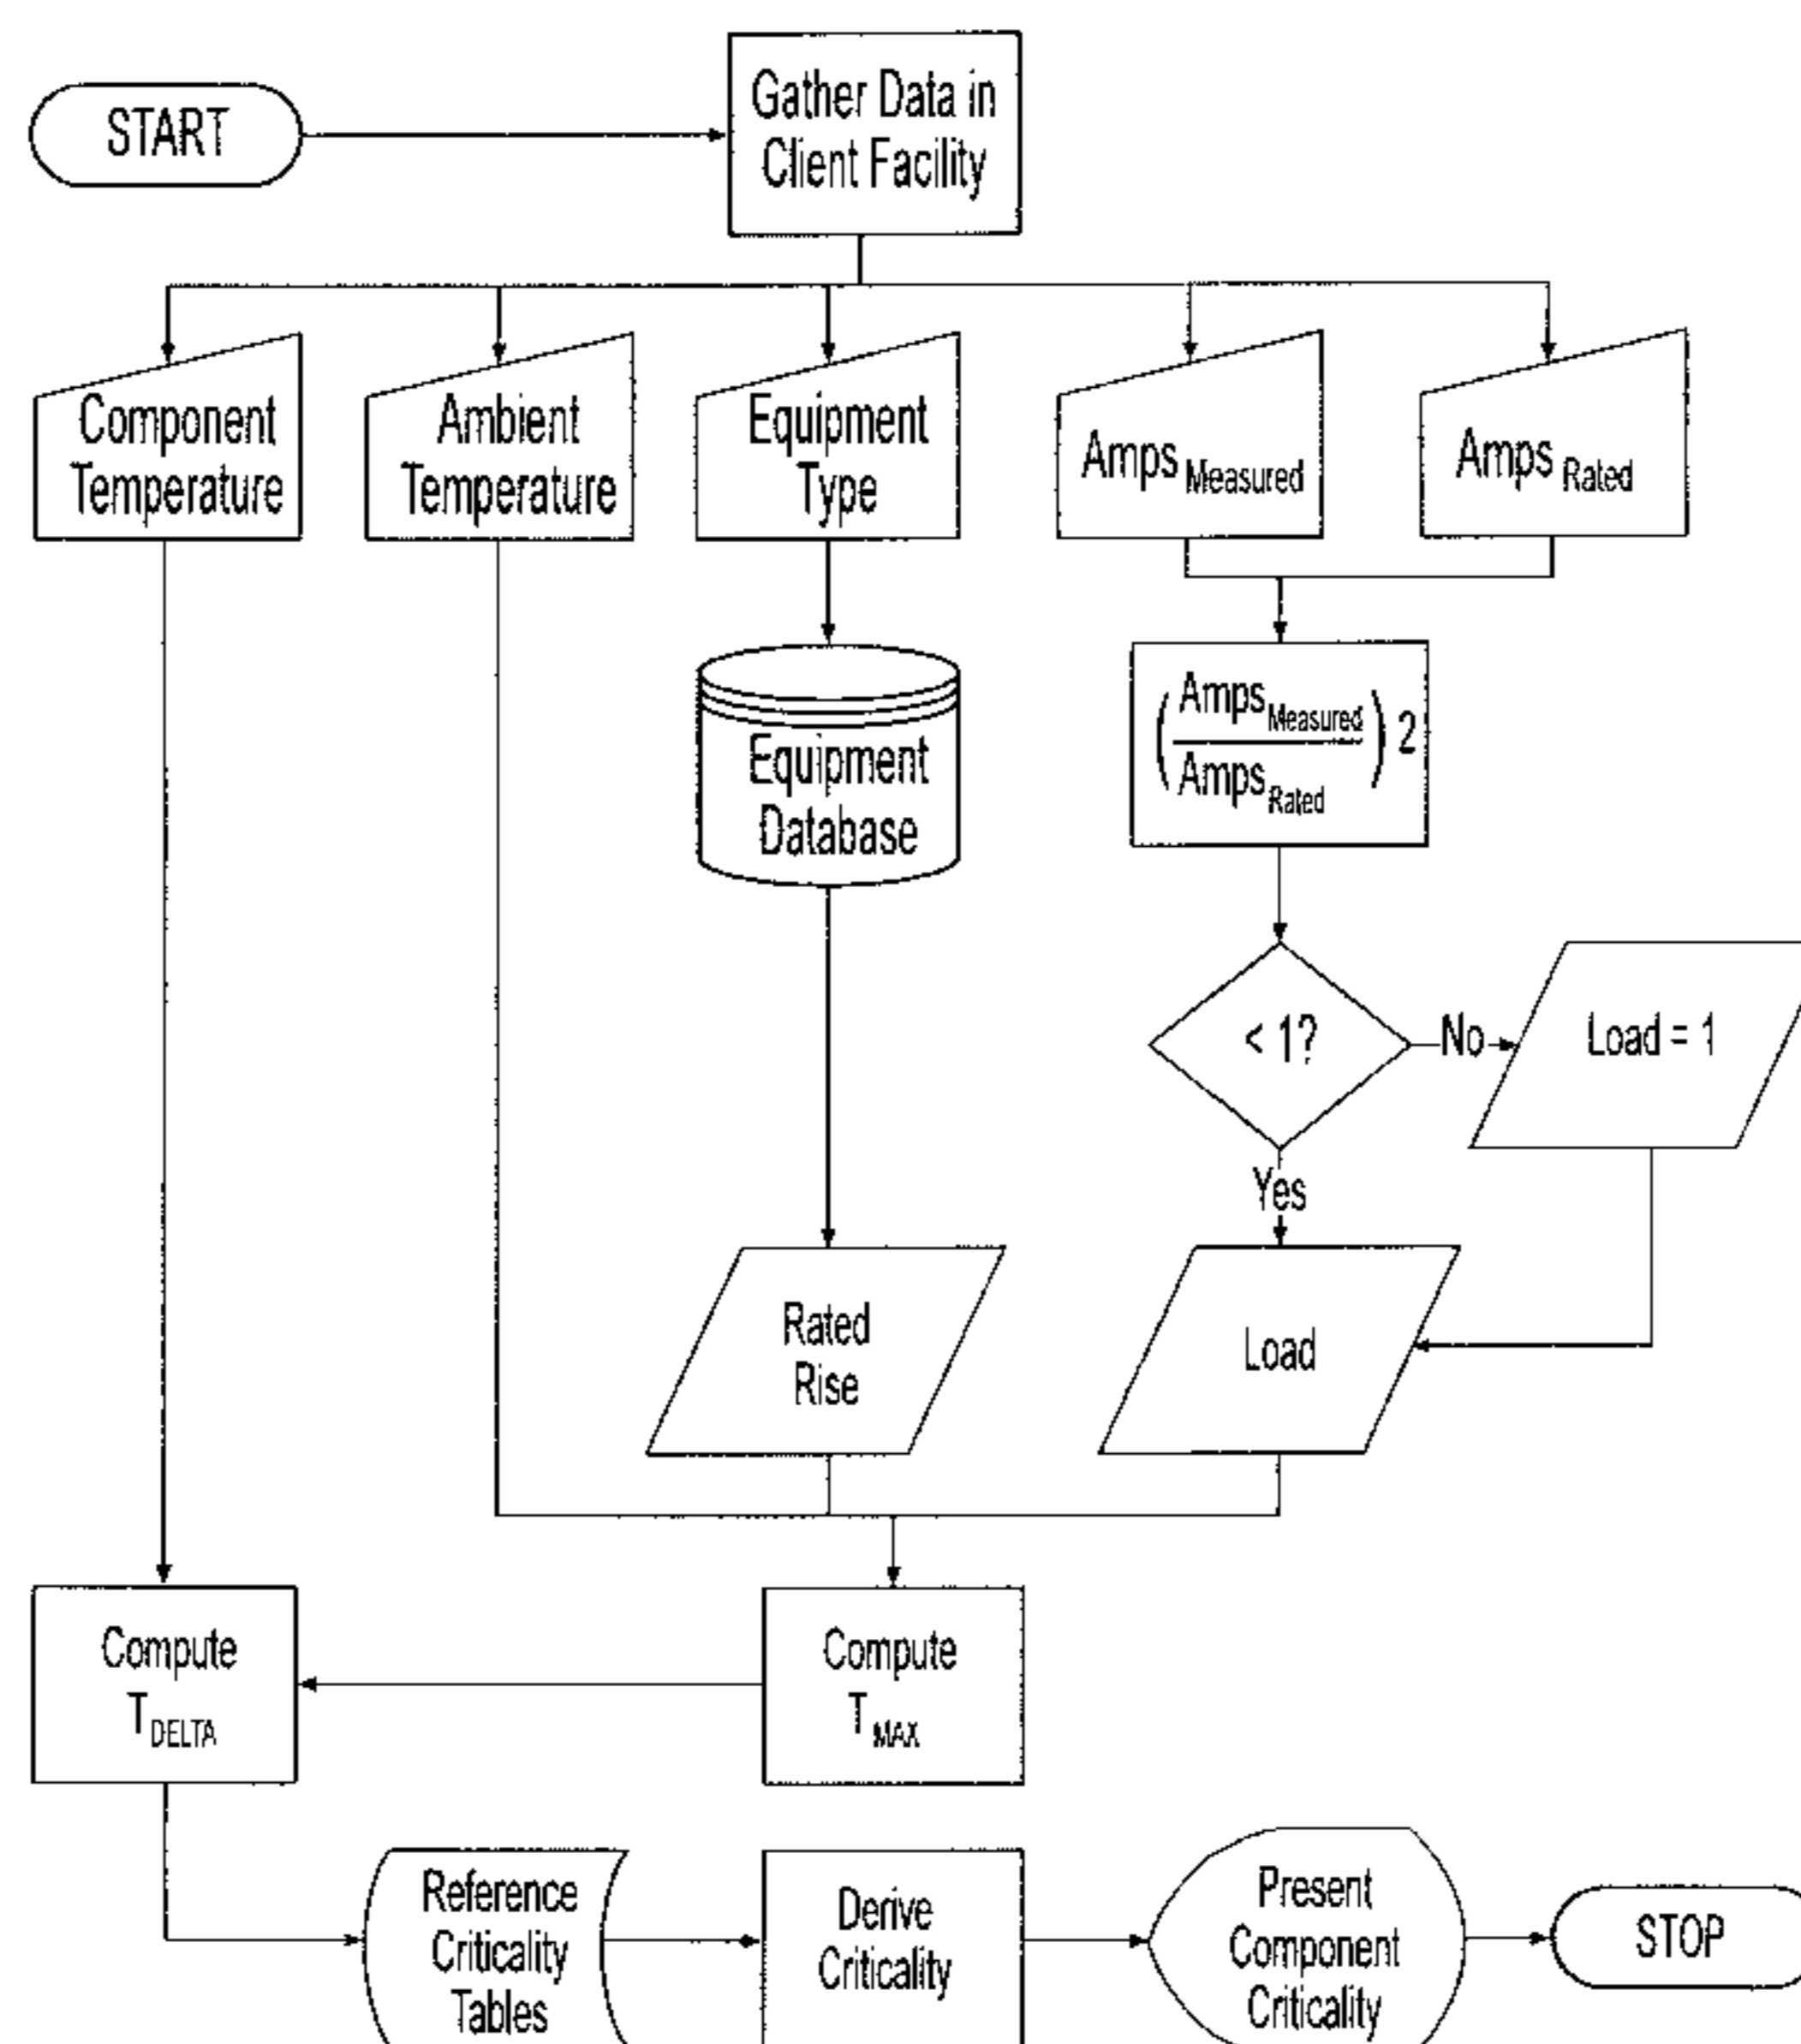 START
Gather Data in
Client Facility
Component
Temperature
Ambient
Temperature
Equipment
Type
Amps Measured
Amps Rated
Equipment
Database
(Amps Measured
Amps Rated) 2
< 1?
No
Load = 1
Yes
Rated
Rise
Load
Compute
T DELTA
Compute
T MAX
Reference
Criticality
Tables
Derive
Criticality
Present
Component
Criticality
STOP